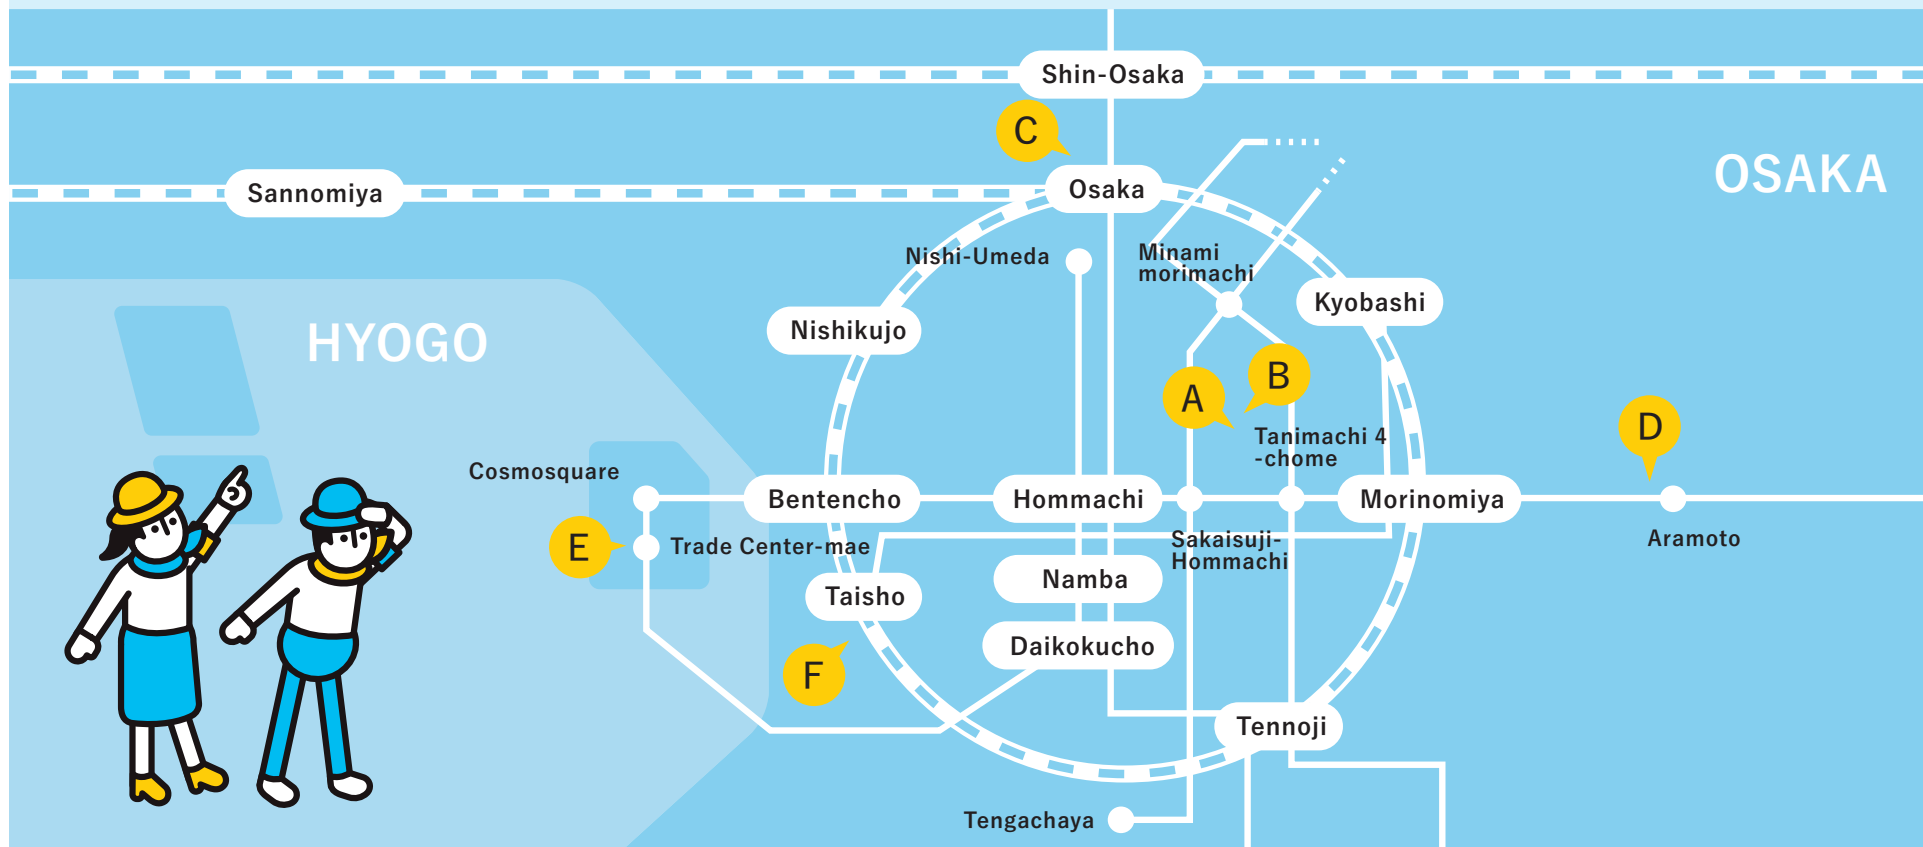 Shin-Osaka
C
OSAKA
Sannomiya
Osaka
Nishi-Umeda
Minami
morimachi
Kyobashi
HYOGO
Nishikujo
A
B
D
Tanimachi 4
-chome
Cosmosquare
Bentencho
Hommachi
Morinomiya
E
Trade Center-mae
Sakaisuji-
Hommachi
Aramoto
Taisho
Namba
Daikokucho
F
Tennoji
Tengachaya